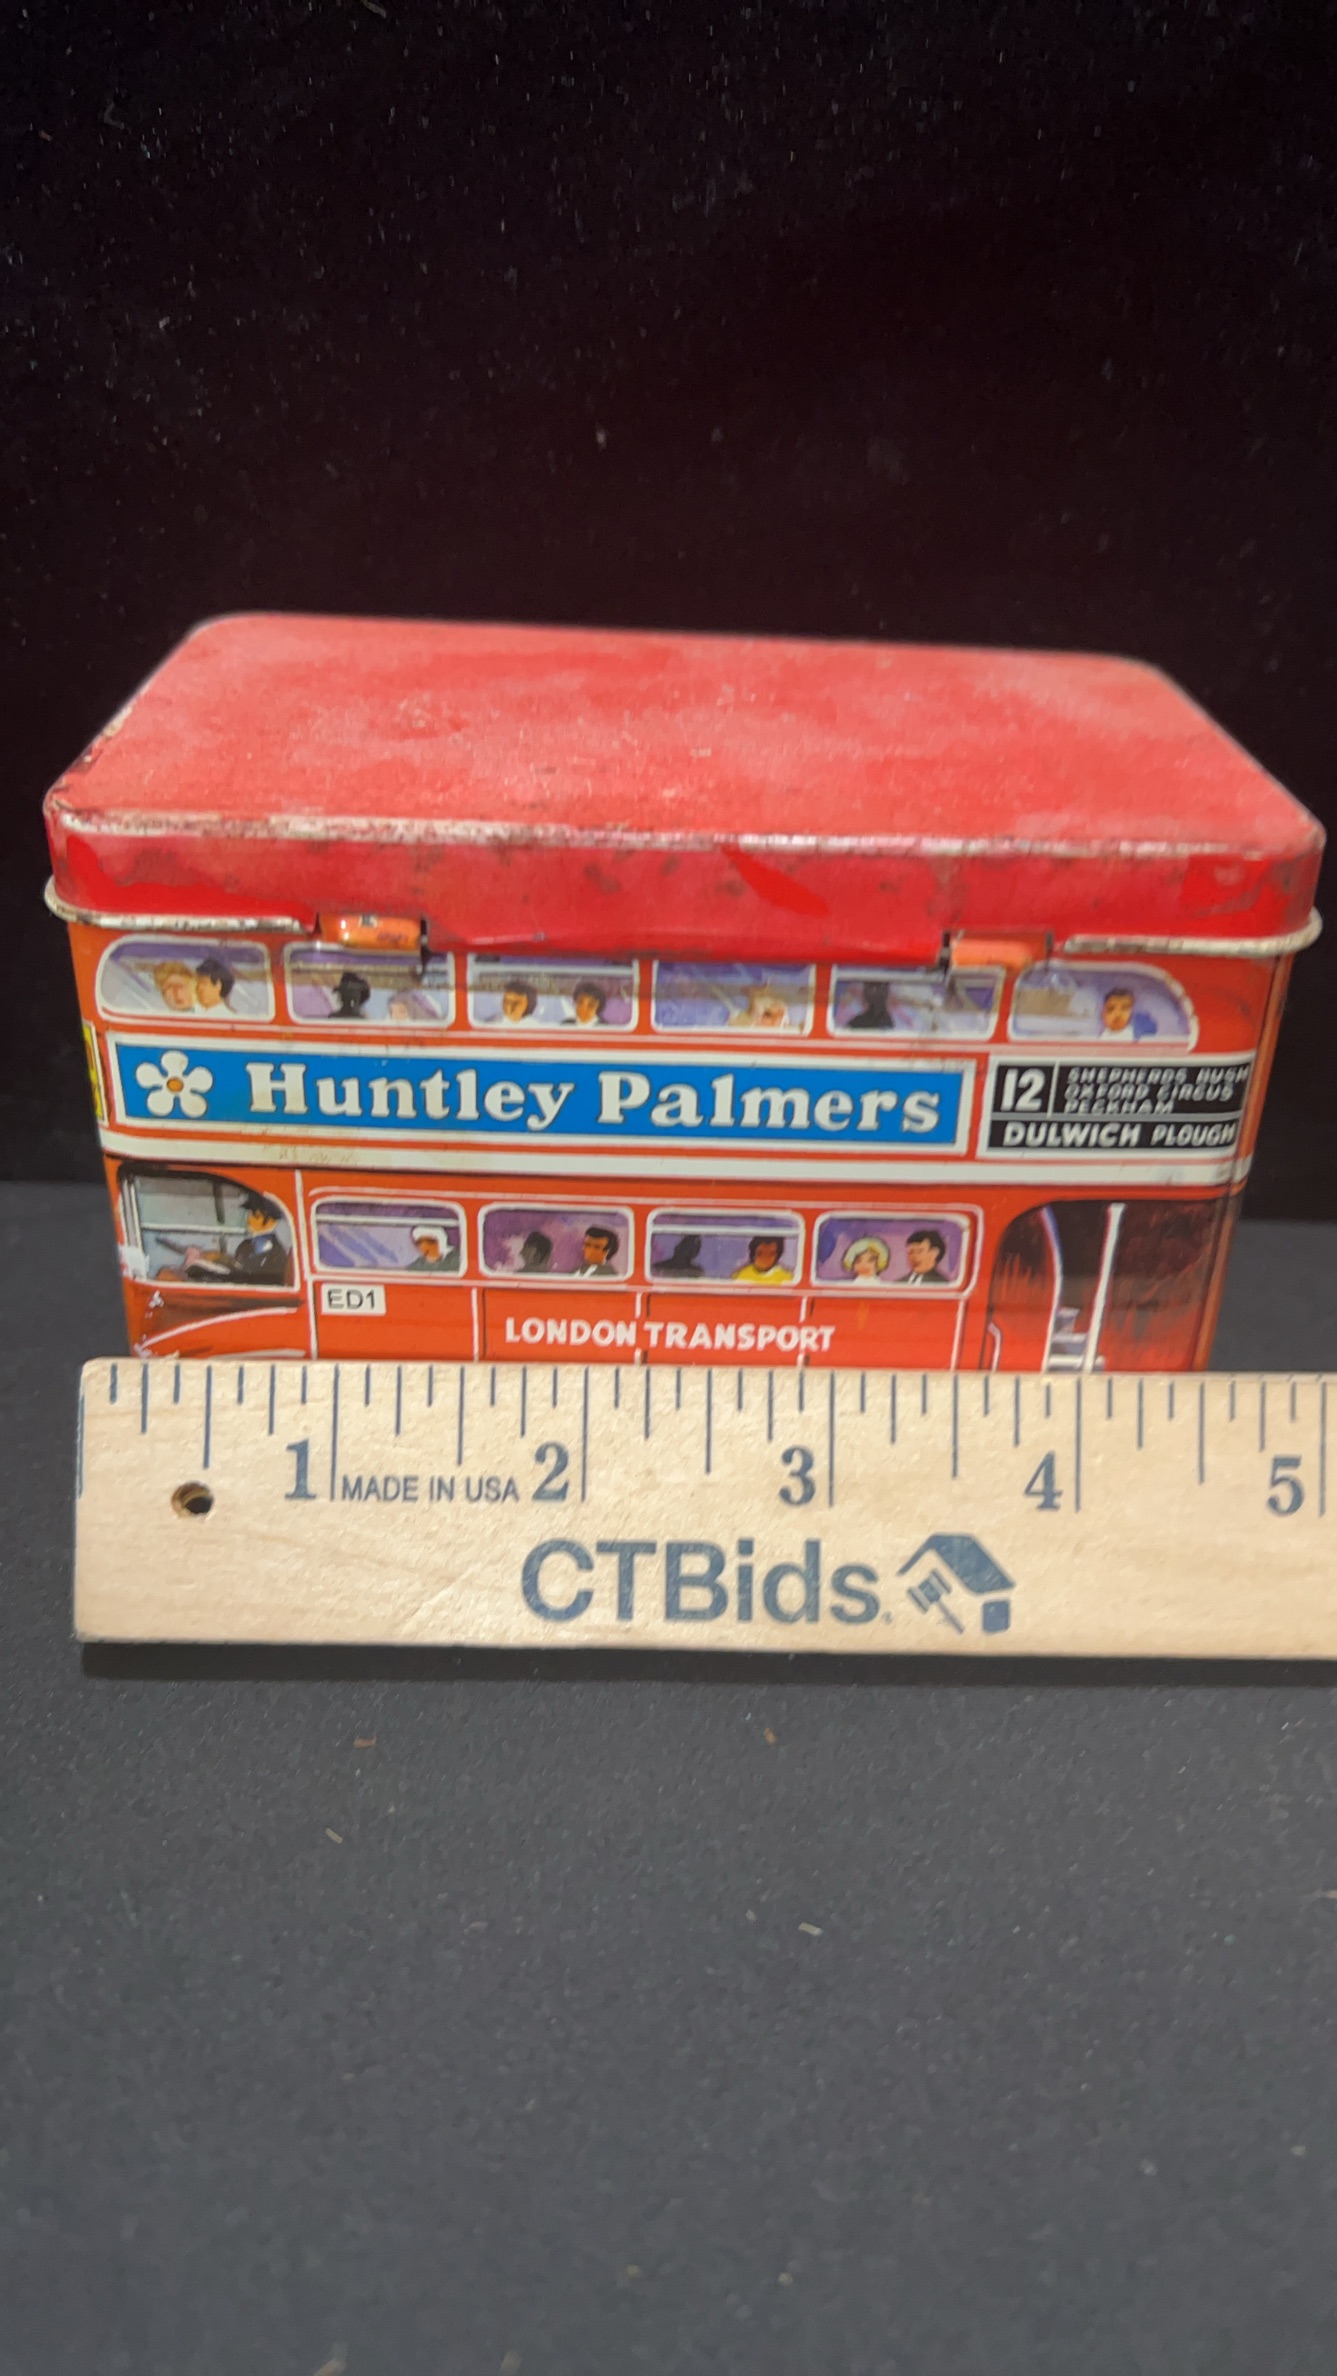 Huntley Palmers
12
SHEPHERDS BUSH
OXFORD CIRCUS
PECKHAM
DULWICH PLOUGH
ED1
LONDON TRANSPORT
1 2 3 4 5
MADE IN USA
CTBids